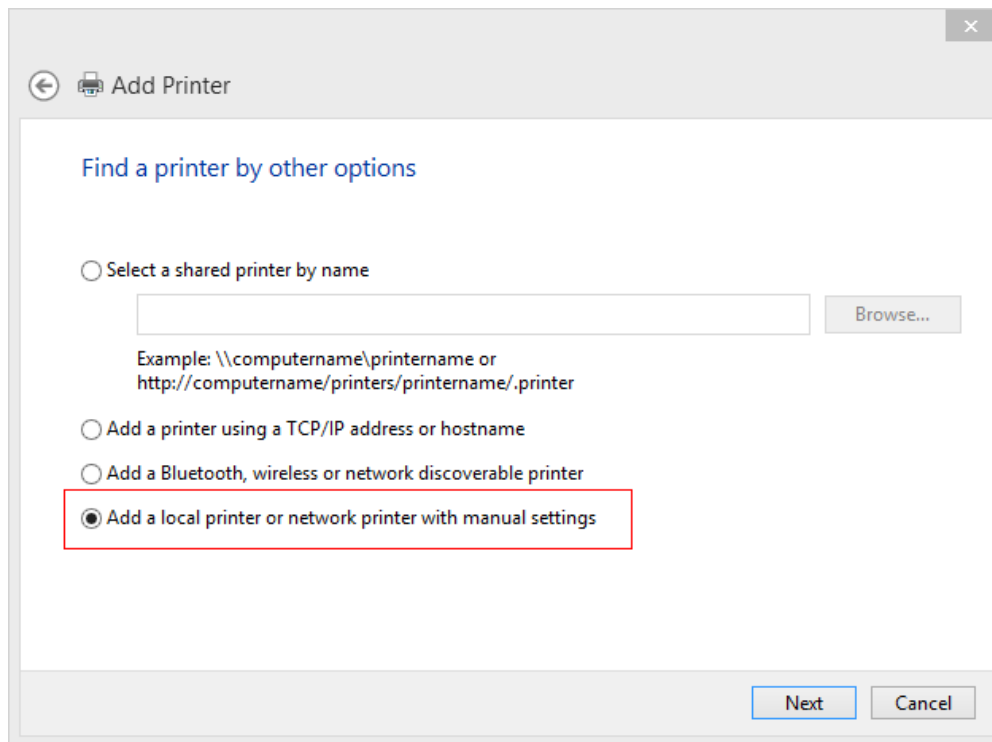 Add Printer
Find a printer by other options
Select a shared printer by name
Browse...
Example: \\computername\printername or
http://computername/printers/printername/.printer
Add a printer using a TCP/IP address or hostname
Add a Bluetooth, wireless or network discoverable printer
Add a local printer or network printer with manual settings
Next Cancel